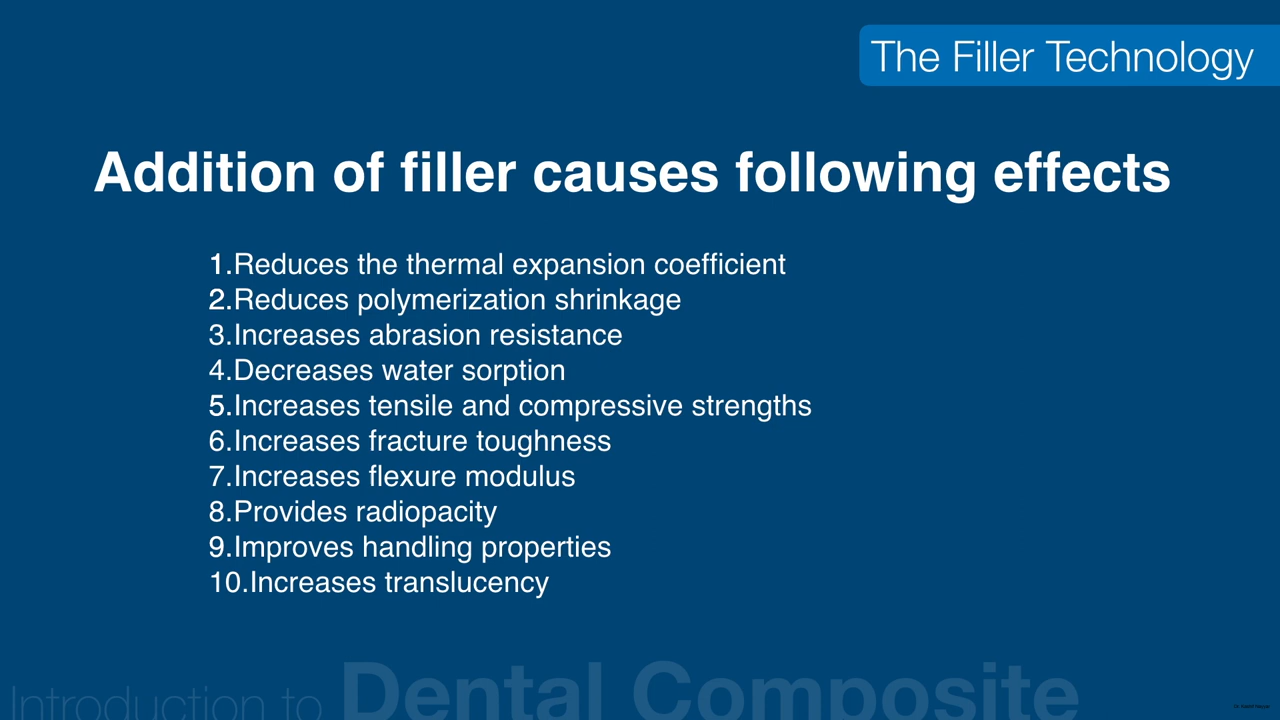 The Filler Technology
Addition of filler causes following effects
1.Reduces the thermal expansion coefficient
2.Reduces polymerization shrinkage
3.Increases abrasion resistance
4.Decreases water sorption
5.Increases tensile and compressive strengths
6.Increases fracture toughness
7.Increases flexure modulus
8.Provides radiopacity
9.Improves handling properties
10.Increases translucency
Introduction to Dental Composite